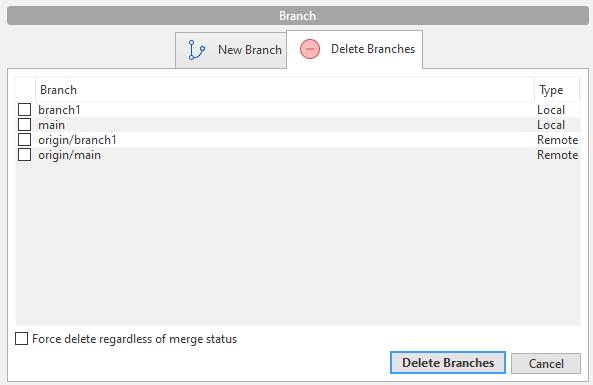 Branch
New Branch
Delete Branches
Branch Type
branch1 Local
main Local
origin/branch1 Remote
origin/main Remote
Force delete regardless of merge status
Delete Branches Cancel